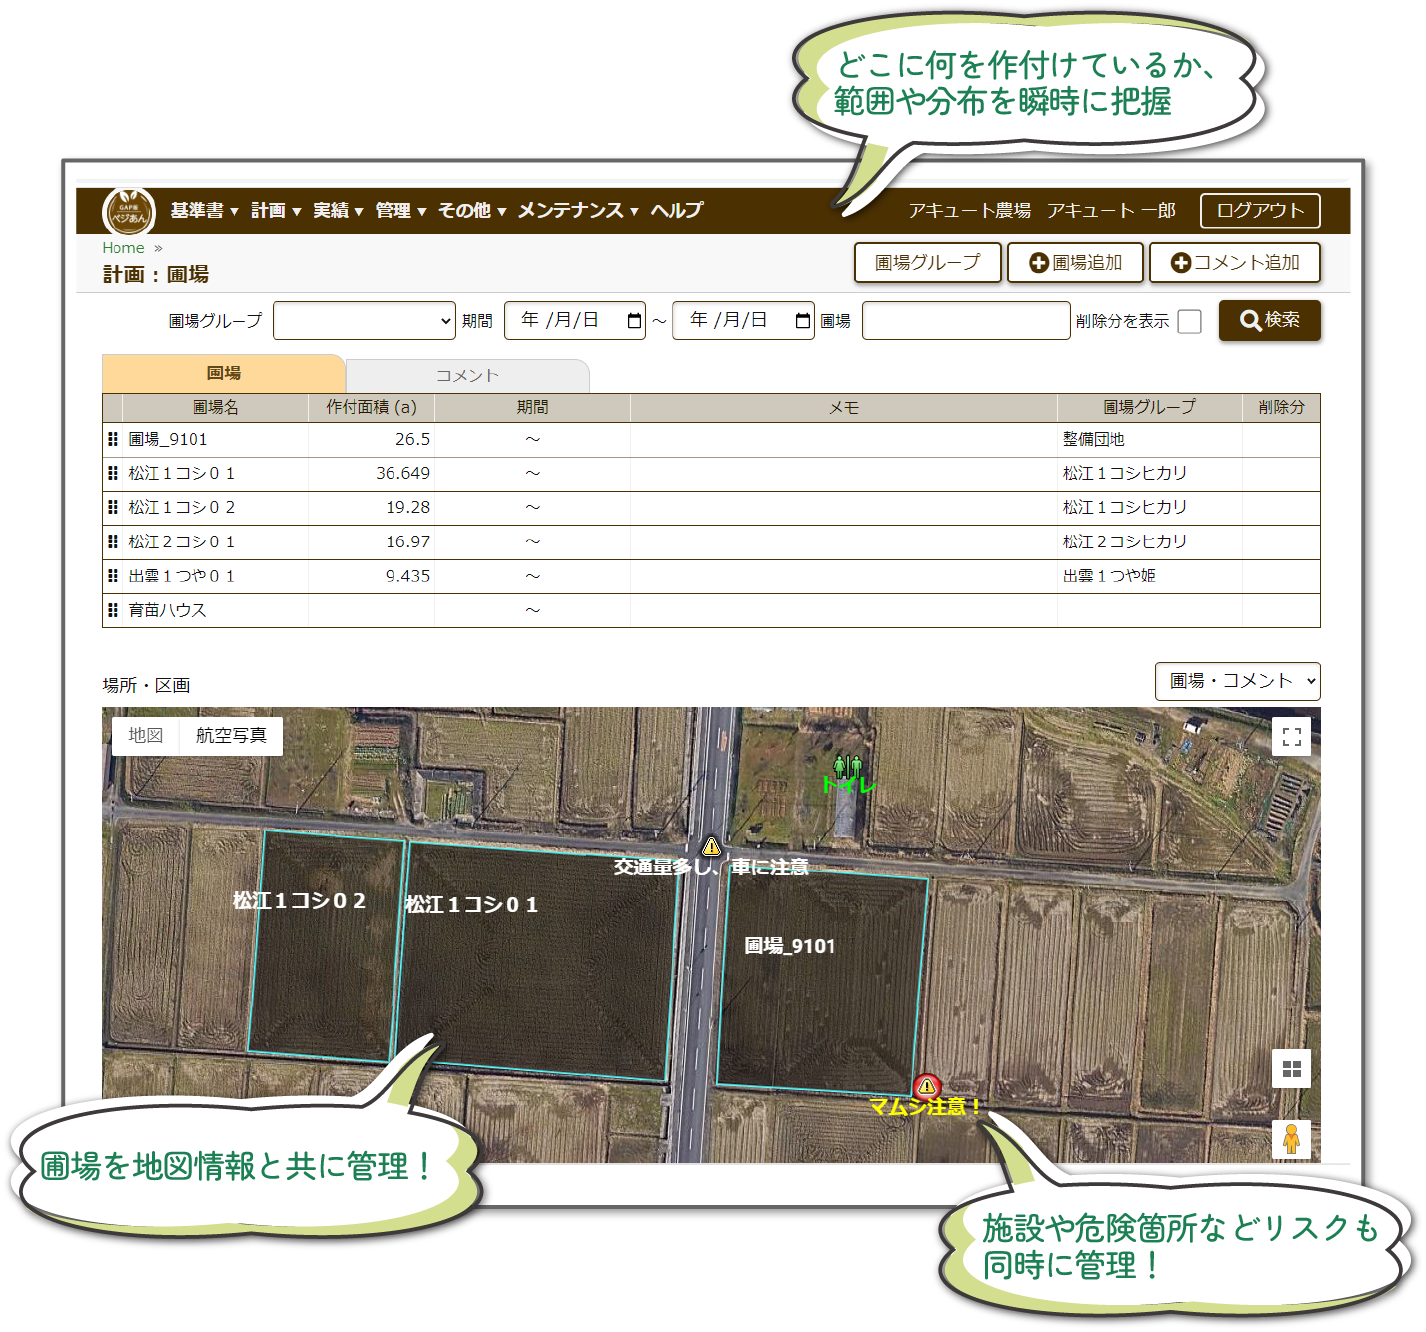 どこに何を作付けているか、
範囲や分布を瞬時に把握
GAP版
ベジあん
基準書▼ 計画▼ 実績▼ 管理▼ その他▼ メンテナンス▼ ヘルプ
アキュート農場 アキュート 一郎 ログアウト
Home »
計画：圃場
圃場グループ 圃場追加 コメント追加
圃場グループ 期間 年 /月/日 ～ 年 /月/日 圃場 削除分を表示 検索
圃場 コメント
圃場名 作付面積 (a) 期間 メモ 圃場グループ 削除分
圃場_9101 26.5 ～ 整備団地
松江１コシ０１ 36.649 ～ 松江１コシヒカリ
松江１コシ０２ 19.28 ～ 松江１コシヒカリ
松江２コシ０１ 16.97 ～ 松江２コシヒカリ
出雲１つや０１ 9.435 ～ 出雲１つや姫
育苗ハウス ～
場所・区画 圃場・コメント
地図 航空写真
トイレ
交通量多し、車に注意
松江１コシ０２ 松江１コシ０１
圃場_9101
マムシ注意！
圃場を地図情報と共に管理！
施設や危険箇所などリスクも
同時に管理！